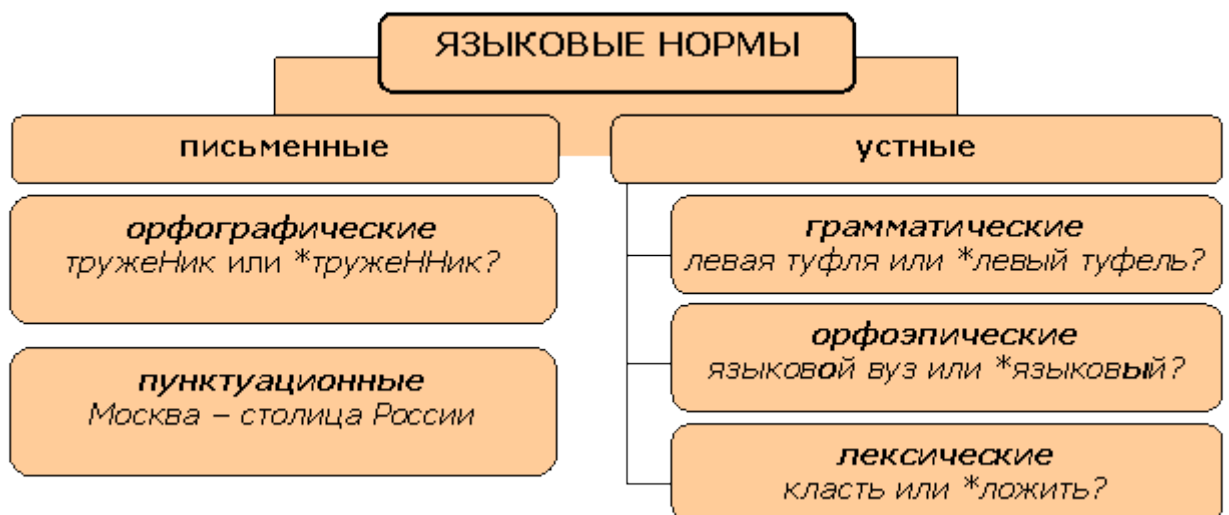 ЯЗЫКОВЫЕ НОРМЫ
письменные
орфографические
тружеНик или *тружеННик?
пунктуационные
Москва – столица России
устные
грамматические
левая туфля или *левый туфель?
орфоэпические
языковой вуз или *языковый?
лексические
класть или *ложить?